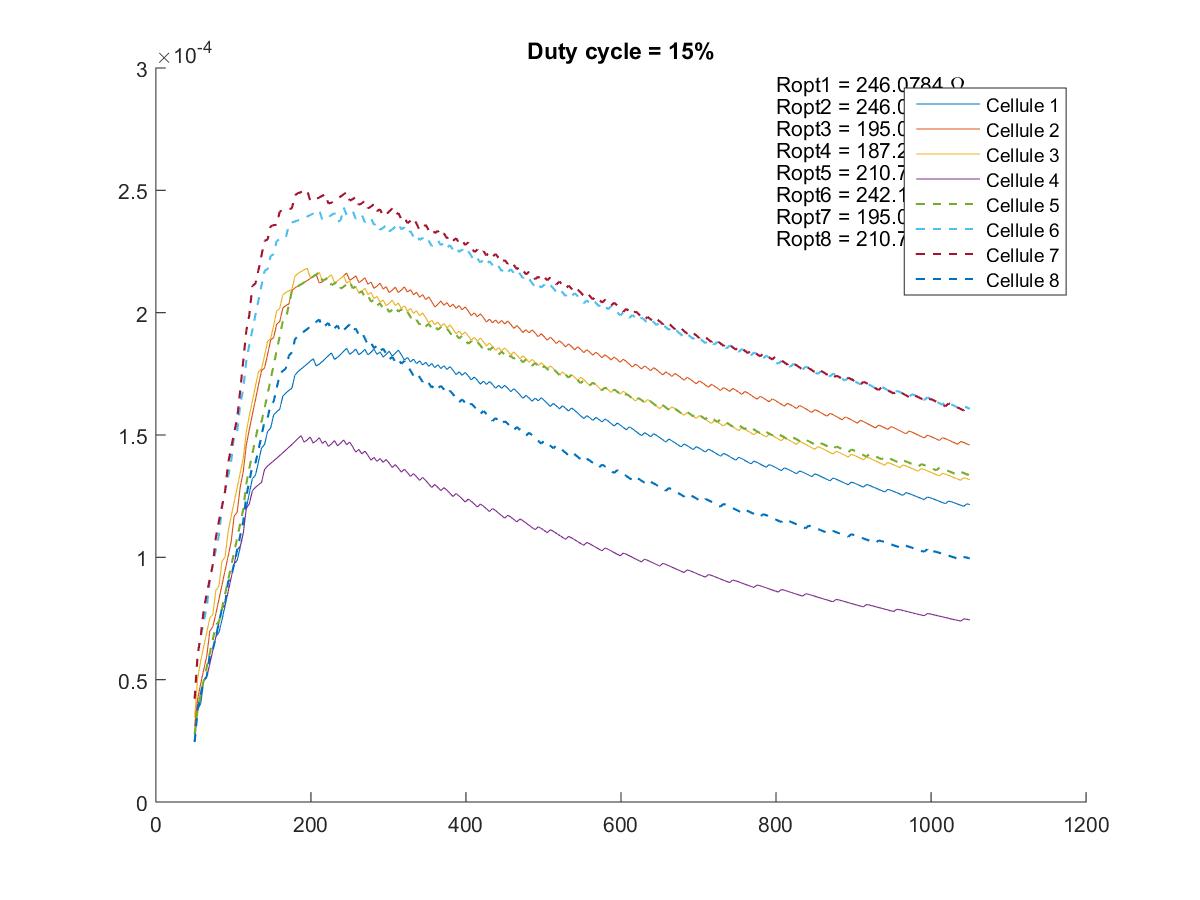 Duty cycle = 15%
×10-4
3
2.5
2
1.5
1
0.5
0
0 200 400 600 800 1000 1200
Ropt1 = 246.0784 Ω
Ropt2 = 246.0
Ropt3 = 195.0
Ropt4 = 187.2
Ropt5 = 210.7
Ropt6 = 242.1
Ropt7 = 195.0
Ropt8 = 210.7
Cellule 1
Cellule 2
Cellule 3
Cellule 4
Cellule 5
Cellule 6
Cellule 7
Cellule 8